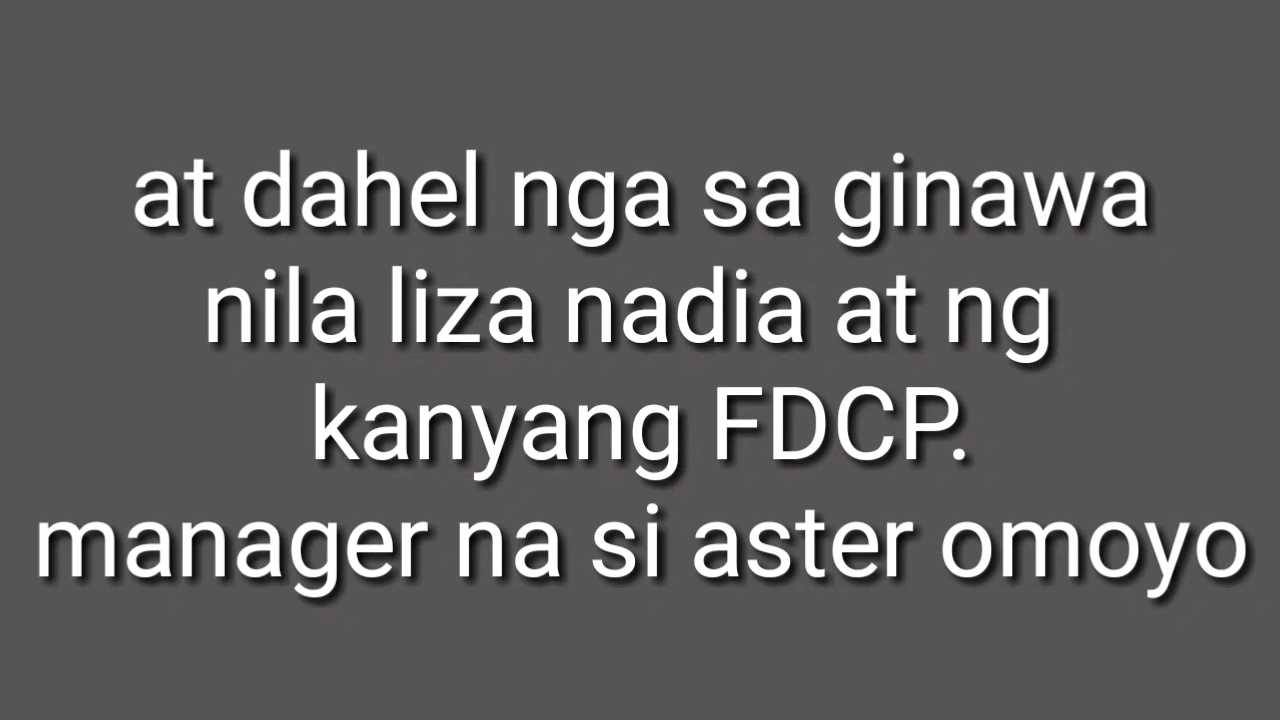 at dahel nga sa ginawa
nila liza nadia at ng
kanyang FDCP.
manager na si aster omoyo